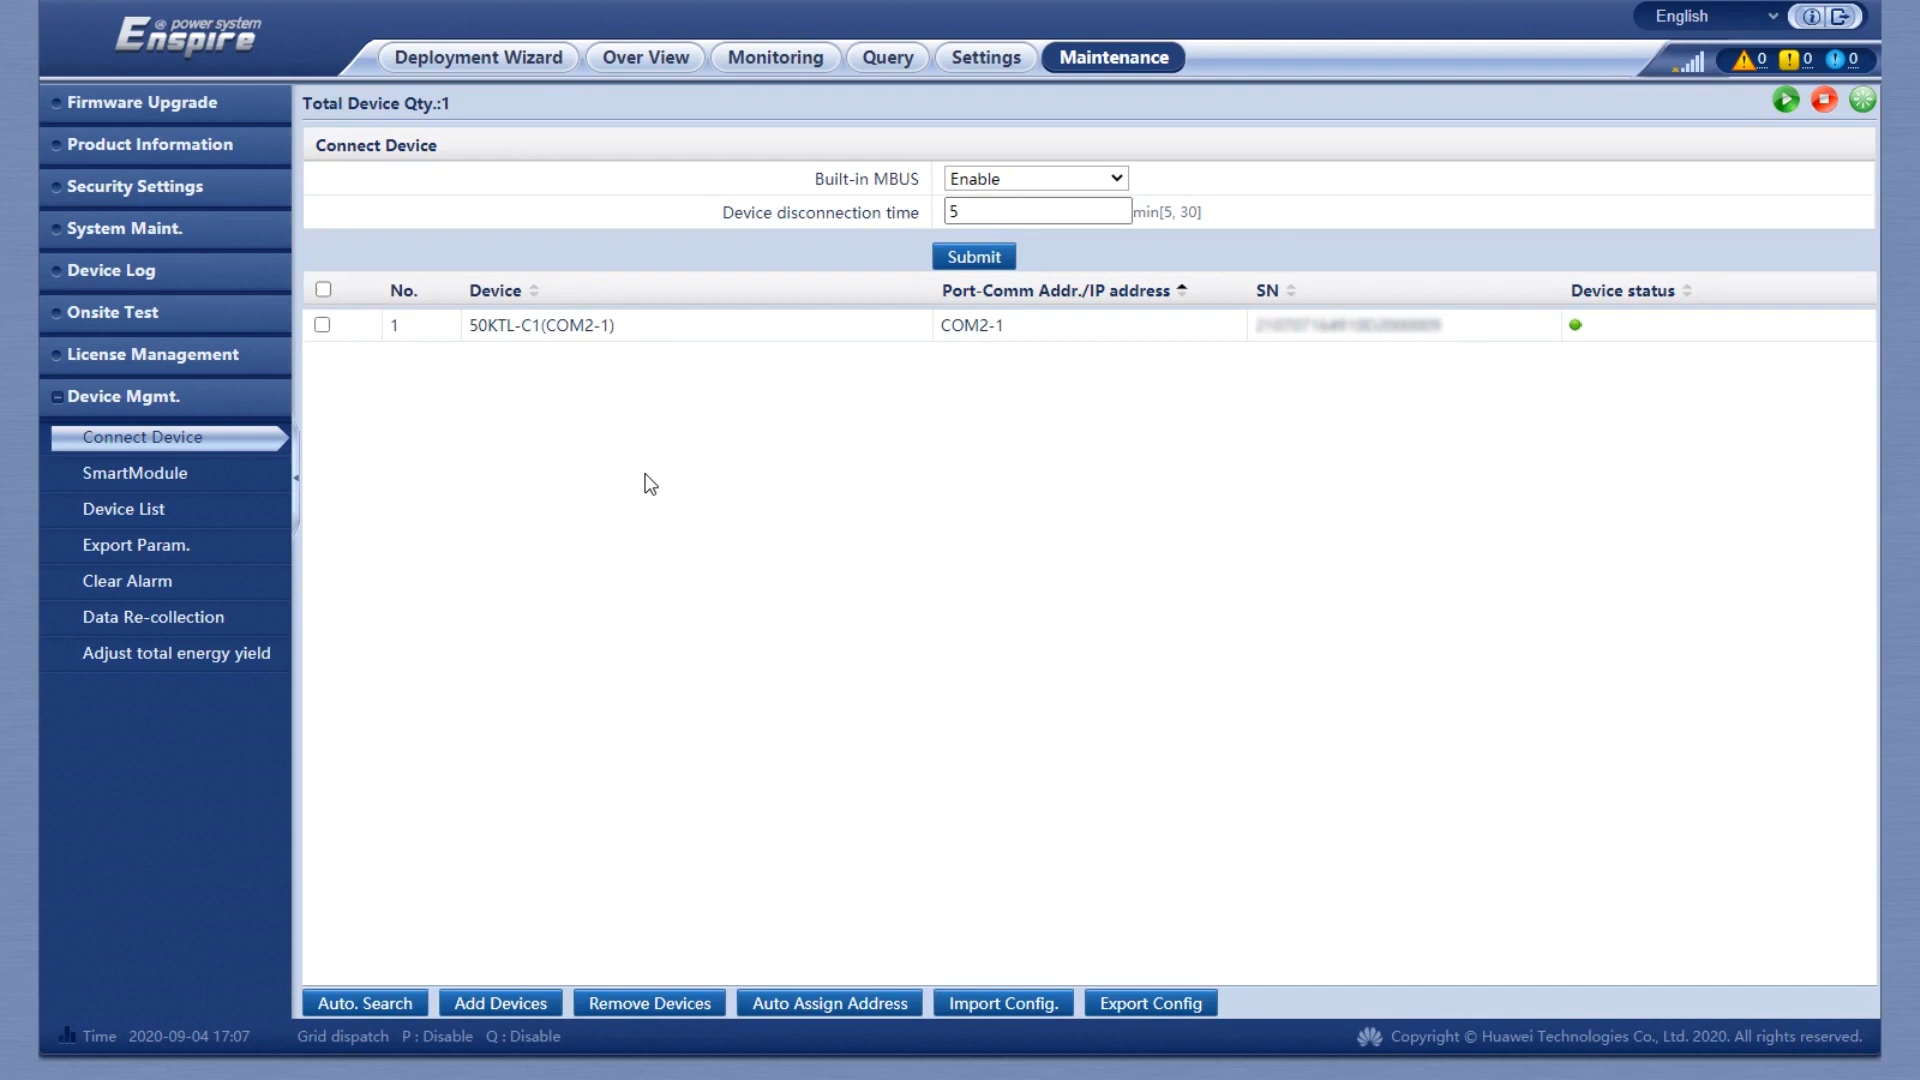 @ power system
Enspire
English
Deployment Wizard Over View Monitoring Query Settings Maintenance
0 0 0
Firmware Upgrade
Product Information
Security Settings
System Maint.
Device Log
Onsite Test
License Management
Device Mgmt.
Connect Device
SmartModule
Device List
Export Param.
Clear Alarm
Data Re-collection
Adjust total energy yield
Total Device Qty.:1
Connect Device
Built-in MBUS Enable
Device disconnection time 5 min[5, 30]
Submit
No. Device Port-Comm Addr./IP address SN Device status
1 50KTL-C1(COM2-1) COM2-1
Auto. Search Add Devices Remove Devices Auto Assign Address Import Config. Export Config
Time 2020-09-04 17:07 Grid dispatch P : Disable Q : Disable Copyright © Huawei Technologies Co., Ltd. 2020. All rights reserved.